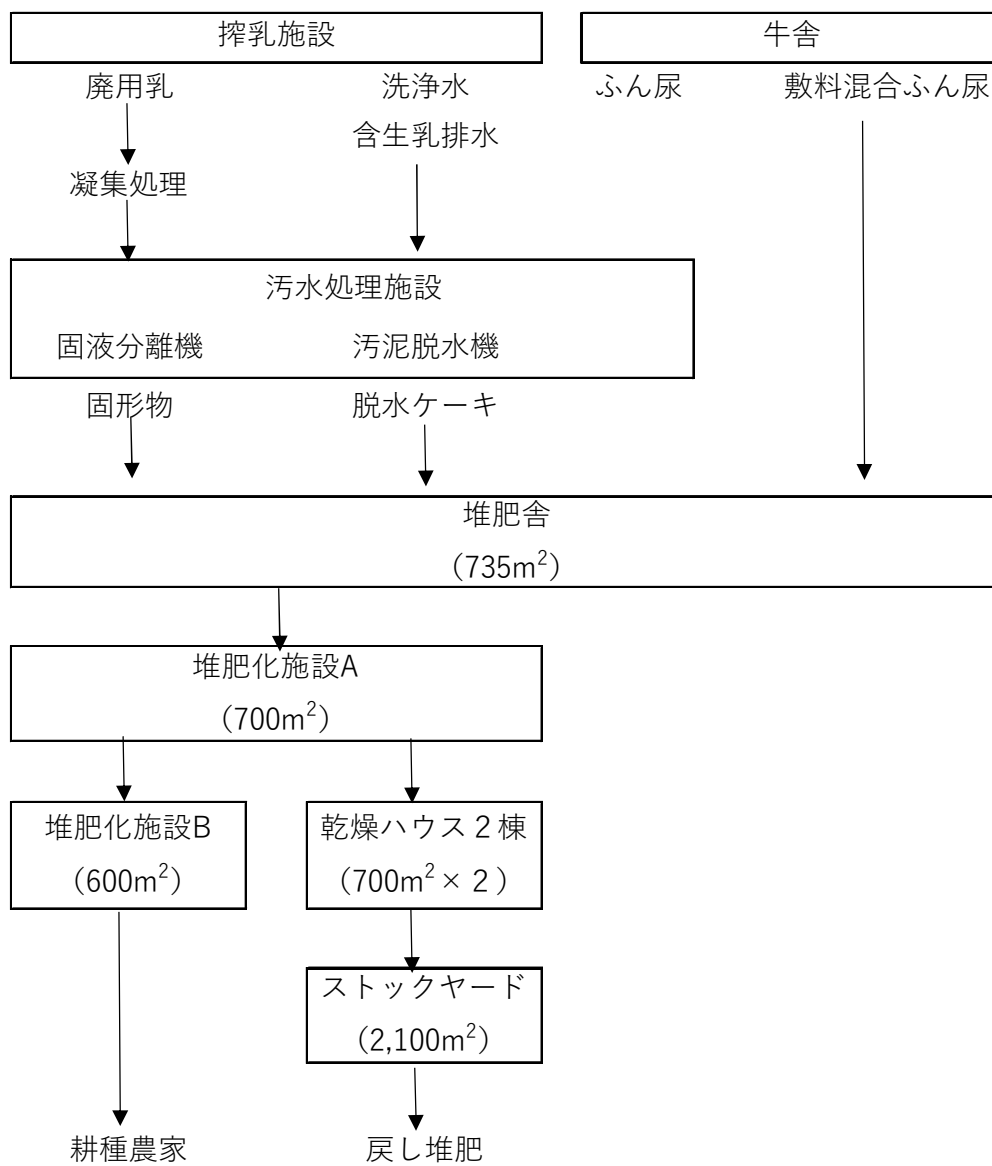 搾乳施設 牛舎
廃用乳 洗浄水 ふん尿 敷料混合ふん尿
含生乳排水
凝集処理
汚水処理施設
固液分離機 汚泥脱水機
固形物 脱水ケーキ
堆肥舎
（735m²）
堆肥化施設A
（700m²）
堆肥化施設B 乾燥ハウス２棟
（600m²） （700m²×２）
ストックヤード
（2,100m²）
耕種農家 戻し堆肥